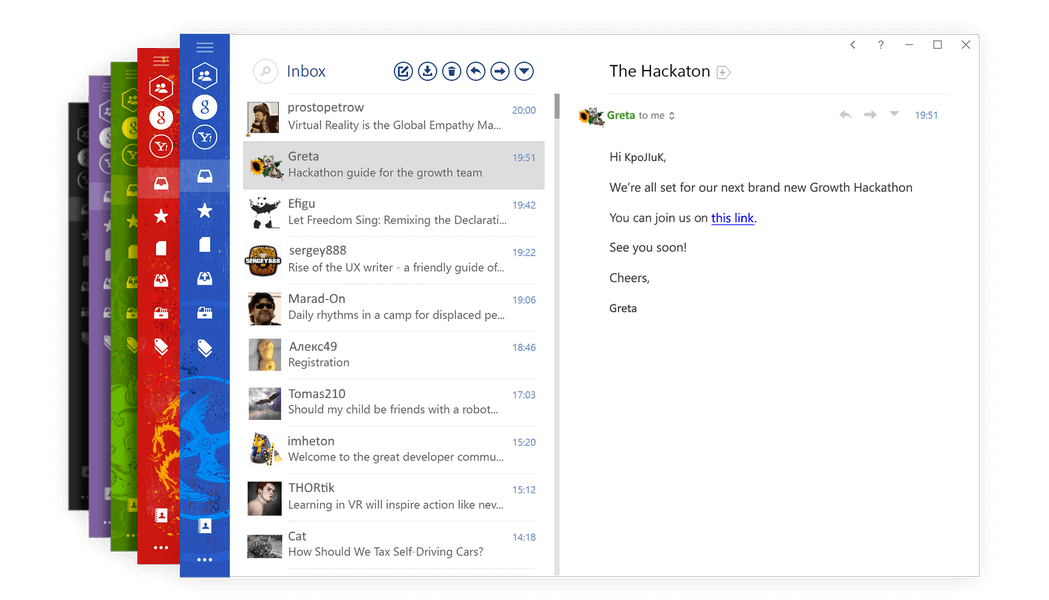 Inbox
prostopetrow 20:00
Virtual Reality is the Global Empathy Ma...
Greta 19:51
Hackathon guide for the growth team
Efigu 19:42
Let Freedom Sing: Remixing the Declarati...
sergey888 19:22
Rise of the UX writer - a friendly guide of...
Marad-On 19:06
Daily rhythms in a camp for displaced pe...
Алекс49 18:46
Registration
Tomas210 17:03
Should my child be friends with a robot...
imheton 15:20
Welcome to the great developer commu...
THORtik 15:12
Learning in VR will inspire action like nev...
Cat 14:18
How Should We Tax Self-Driving Cars?
The Hackaton
Greta to me 19:51
Hi KpoJIuK,
We're all set for our next brand new Growth Hackathon
You can join us on this link.
See you soon!
Cheers,
Greta